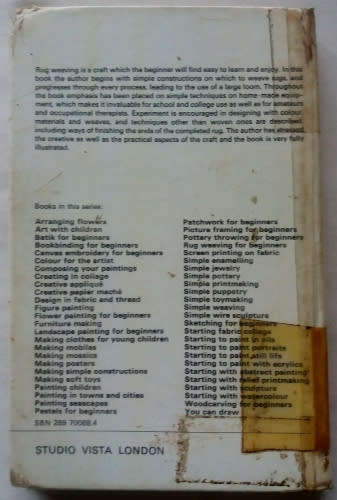 Rug weaving is a craft which the beginner will find easy to learn and enjoy. In this
book the author begins with simple constructions on which to weave rugs, and
progresses through every process, leading to the use of a large loom. Throughout
the book emphasis has been placed on simple techniques on home-made equip-
ment, which makes it invaluable for school and college use as well as for amateurs
and occupational therapists. Experiment is encouraged in designing with colour,
materials and weaves, and techniques other than woven ones are described,
including ways of finishing the ends of the completed rug. The author has stressed
the creative as well as the practical aspects of the craft and the book is very fully
illustrated.
Books in this series:
Arranging flowers
Art with children
Batik for beginners
Bookbinding for beginners
Canvas embroidery for beginners
Colour for the artist
Composing your paintings
Creating in collage
Creative appliqué
Creative papier maché
Design in fabric and thread
Figure painting
Flower painting for beginners
Furniture making
Landscape painting for beginners
Making clothes for young children
Making mobiles
Making mosaics
Making posters
Making simple constructions
Making soft toys
Painting children
Painting in towns and cities
Painting seascapes
Pastels for beginners
Patchwork for beginners
Picture framing for beginners
Pottery throwing for beginners
Rug weaving for beginners
Screen printing on fabric
Simple enamelling
Simple jewelry
Simple pottery
Simple printmaking
Simple puppetry
Simple toymaking
Simple weaving
Simple wire sculpture
Sketching for beginners
Starting fabric collage
Starting to paint in oils
Starting to paint portraits
Starting to paint still lifs
Starting to paint with acrylics
Starting with abstract painting
Starting with relief printmaking
Starting with sculpture
Starting with watercolour
Woodcarving for beginners
You can draw
SBN 289 70088 4
STUDIO VISTA LONDON